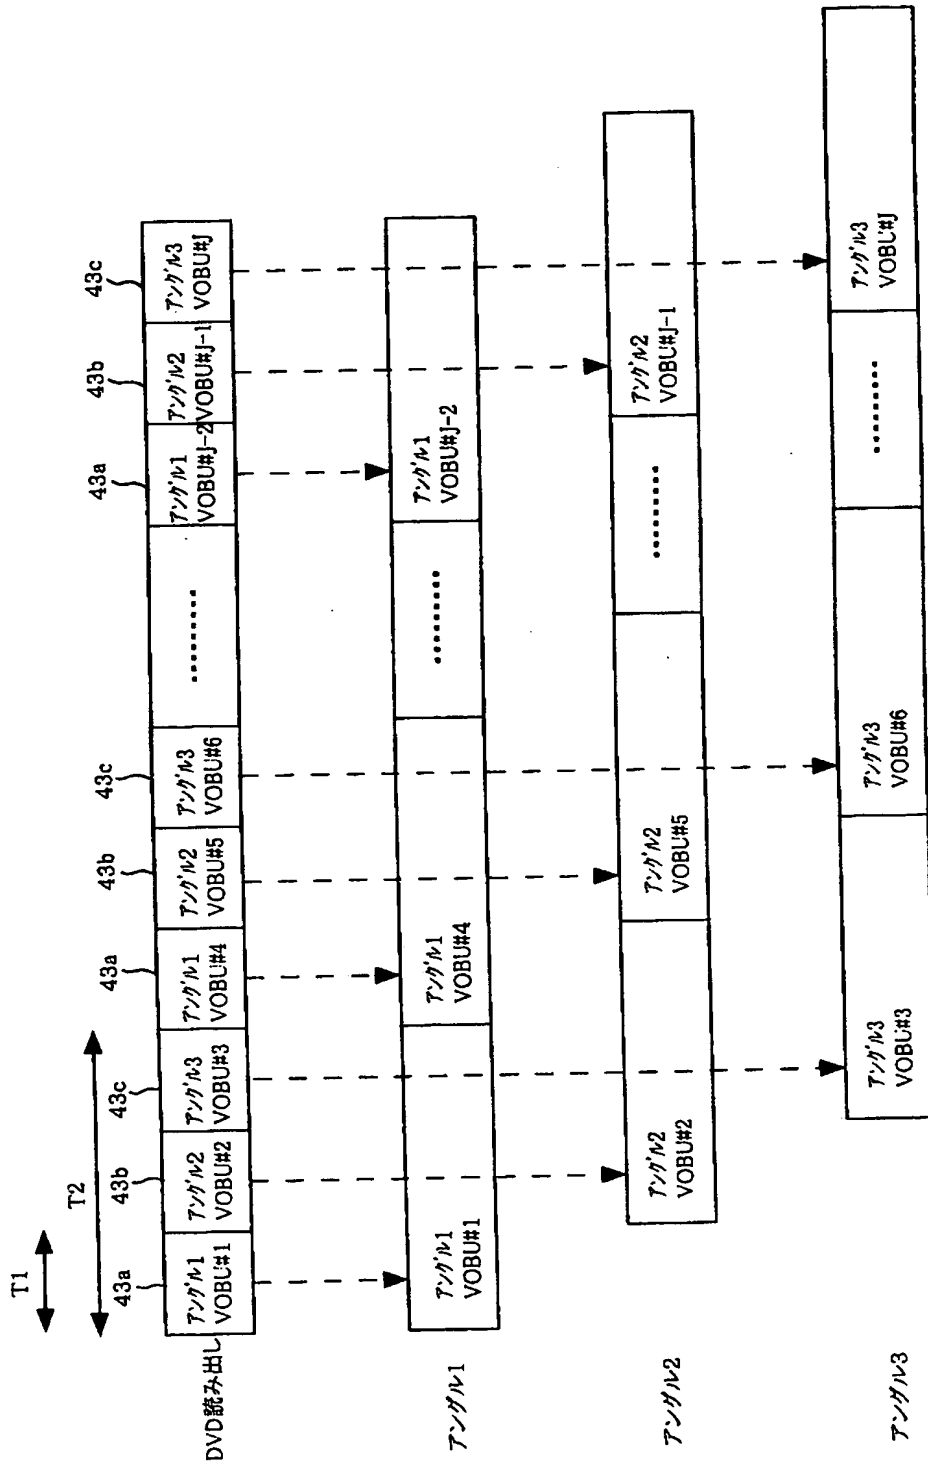 T1
T2
43a
43b
43c
43a
43b
43c
43a
43b
43c
DVD読み出し
アングル1
VOBU#1
アングル2
VOBU#2
アングル3
VOBU#3
アングル1
VOBU#4
アングル2
VOBU#5
アングル3
VOBU#6
………
アングル1
VOBU#J-2
アングル2
VOBU#J-1
アングル3
VOBU#J
アングル1
アングル1
VOBU#1
アングル1
VOBU#4
………
アングル1
VOBU#J-2
アングル2
アングル2
VOBU#2
アングル2
VOBU#5
………
アングル2
VOBU#J-1
アングル3
アングル3
VOBU#3
アングル3
VOBU#6
………
アングル3
VOBU#J